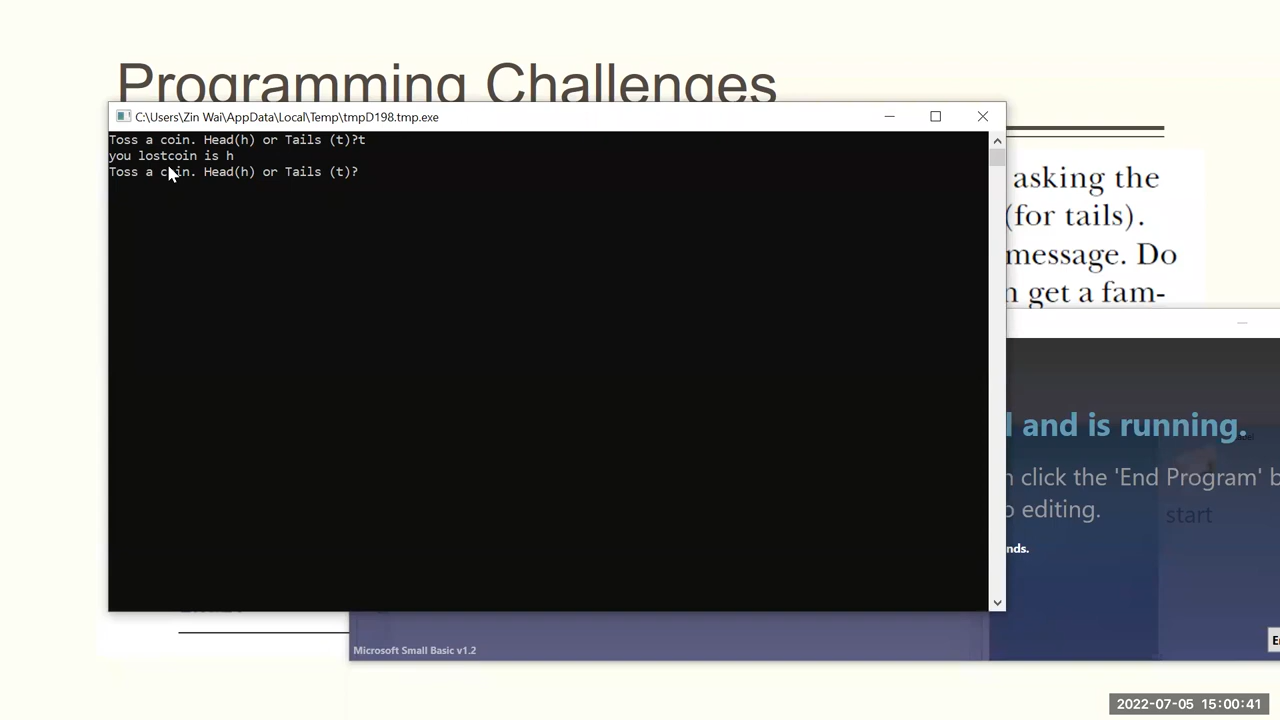 Programming Challenges
C:\Users\Zin Wai\AppData\Local\Temp\tmpD198.tmp.exe
Toss a coin. Head(h) or Tails (t)?t
you lostcoin is h
Toss a coin. Head(h) or Tails (t)?
asking the
(for tails).
message. Do
get a fam-
and is running.
click the 'End Program'
editing.
start
nds.
Microsoft Small Basic v1.2
2022-07-05 15:00:41